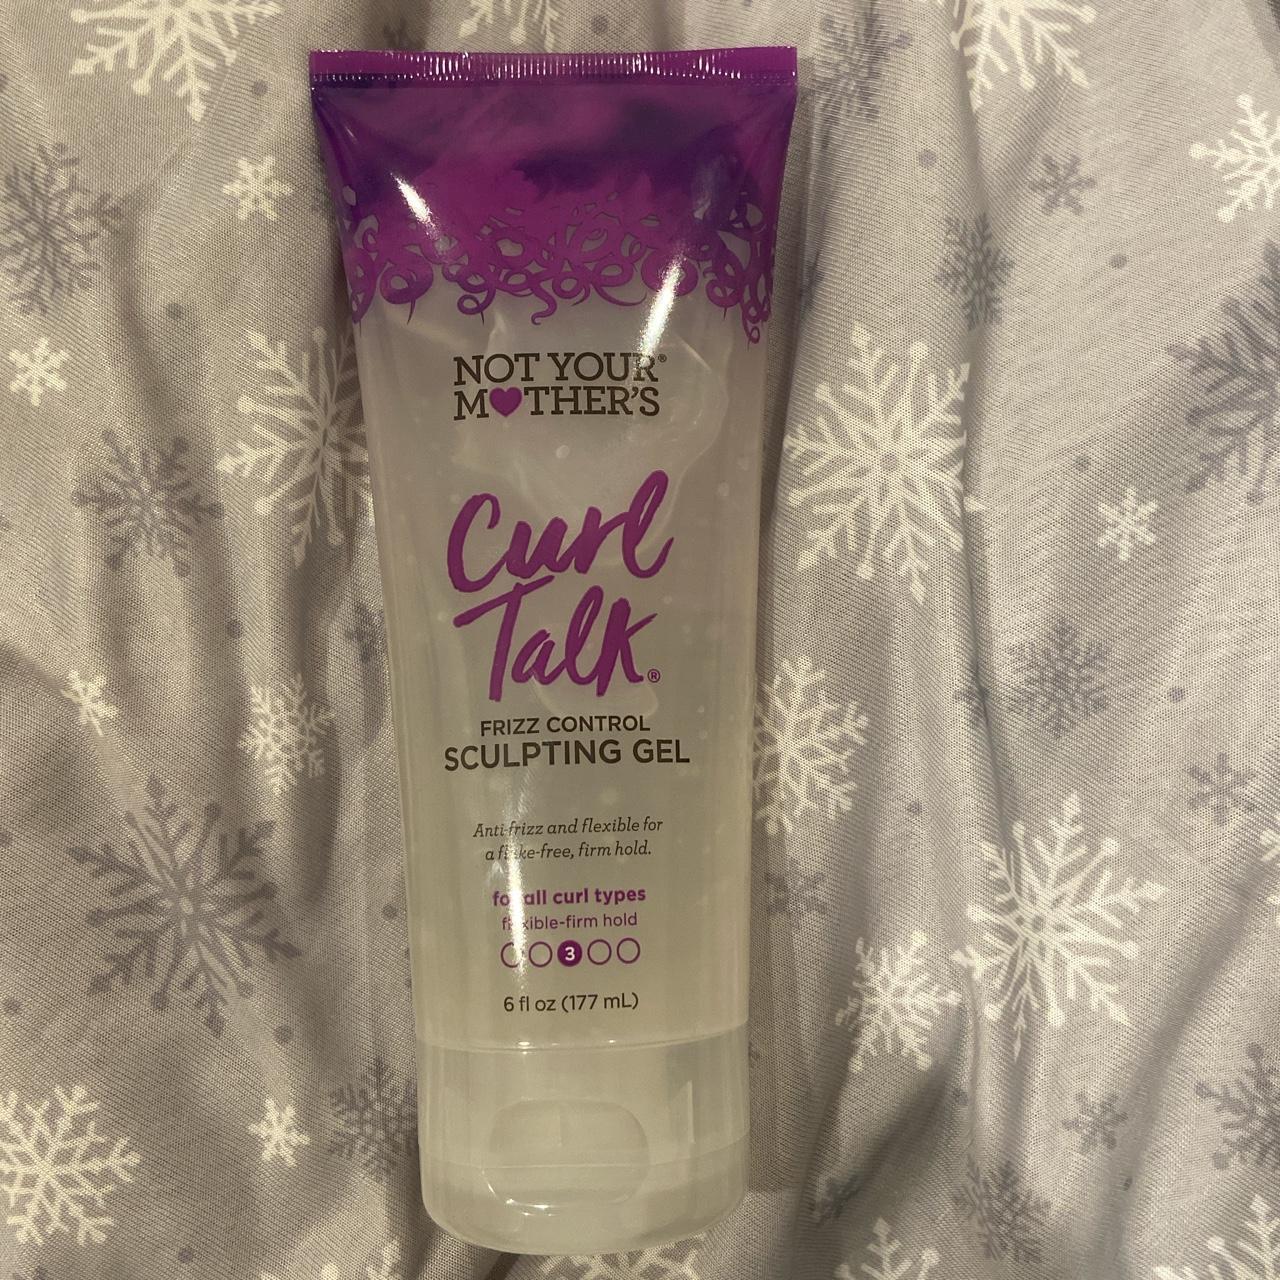 NOT YOUR®
MOTHER'S
Curl
Talk®
FRIZZ CONTROL
SCULPTING GEL
Anti-frizz and flexible for
a flake-free, firm hold.
for all curl types
flexible-firm hold
3
6 fl oz (177 mL)